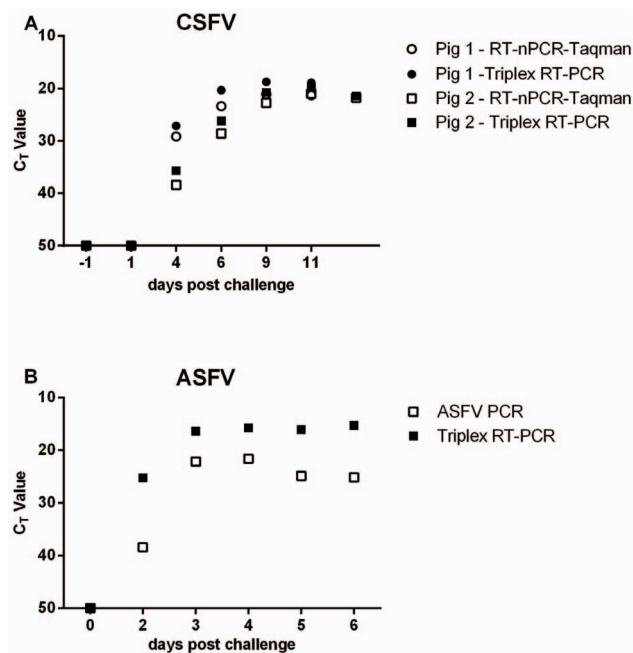 A
CSFV
10
20
30
40
50
C_T Value
-1 1 4 6 9 11
days post challenge
Pig 1 - RT-nPCR-Taqman
Pig 1 -Triplex RT-PCR
Pig 2 - RT-nPCR-Taqman
Pig 2 - Triplex RT-PCR
B
ASFV
10
20
30
40
50
C_T Value
0 2 3 4 5 6
days post challenge
ASFV PCR
Triplex RT-PCR